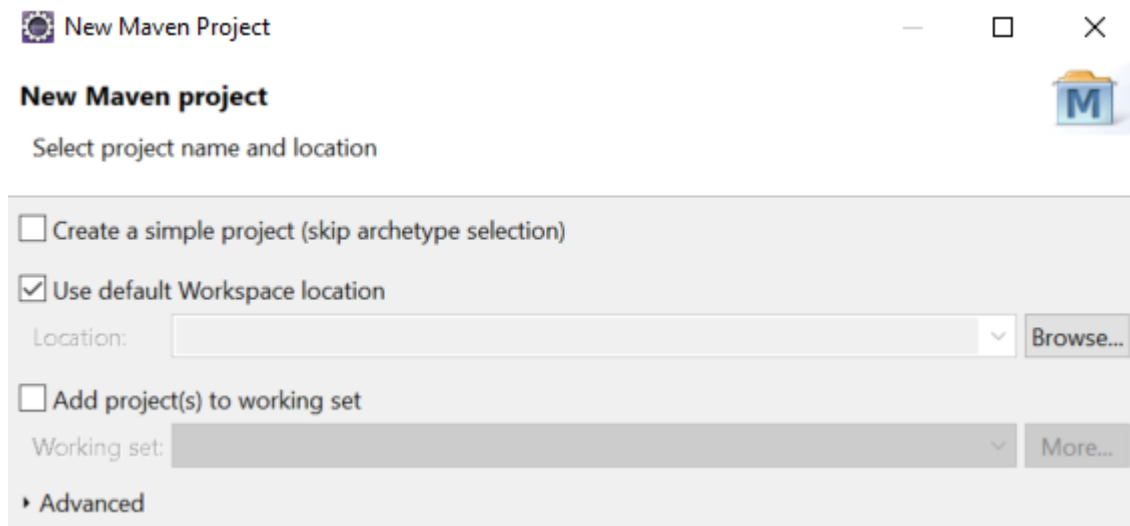 New Maven Project
New Maven project
M
Select project name and location
Create a simple project (skip archetype selection)
Use default Workspace location
Location:
Browse...
Add project(s) to working set
Working set:
More...
Advanced